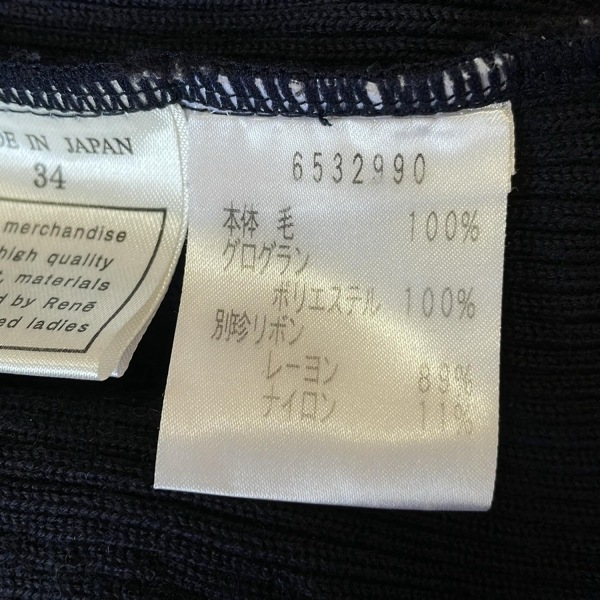 DE IN JAPAN
34
merchandise
high quality
, materials
d by René
ed ladies
6532990
本体 毛 100%
グログラン
ポリエステル 100%
別珍リボン
レーヨン 89%
ナイロン 11%